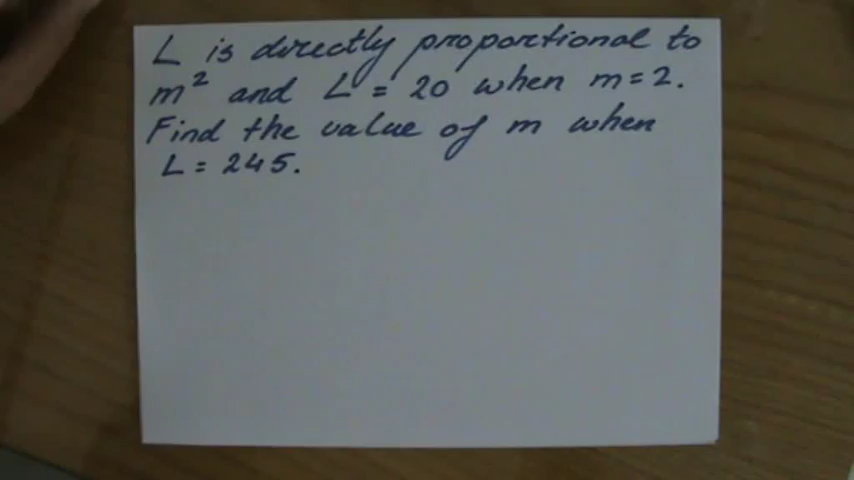 L is directly proportional to
m² and L = 20 when m = 2.
Find the value of m when
L = 245.